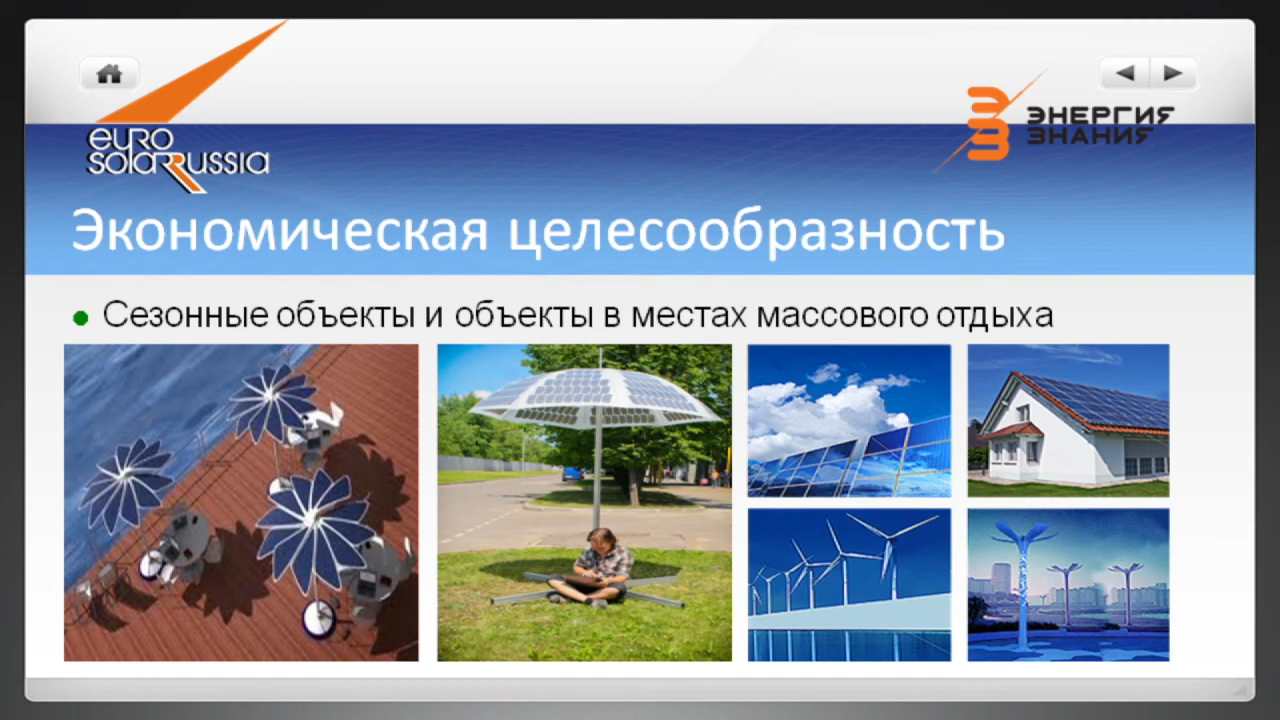 EURO
SOLARRUSSIA
ЭНЕРГИЯ
ЗНАНИЯ
Экономическая целесообразность
Сезонные объекты и объекты в местах массового отдыха